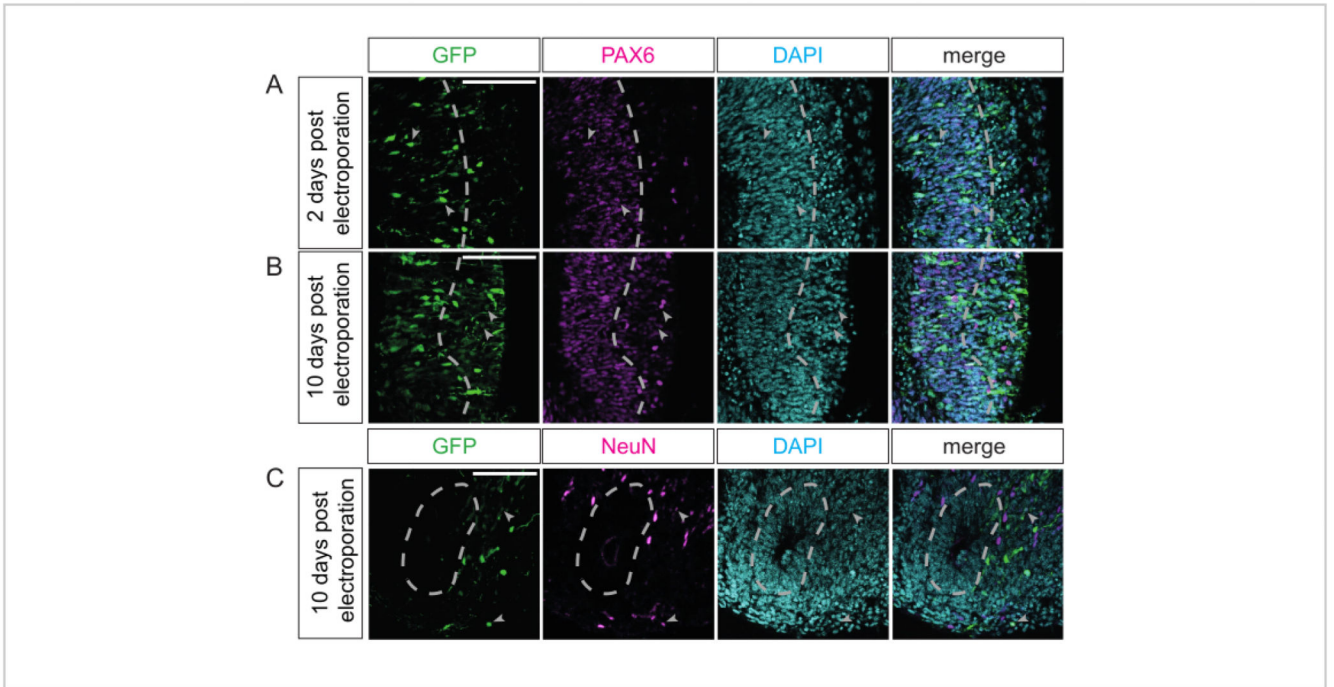 GFP
PAX6
DAPI
merge
A
2 days post
electroporation
B
10 days post
electroporation
GFP
NeuN
DAPI
merge
C
10 days post
electroporation